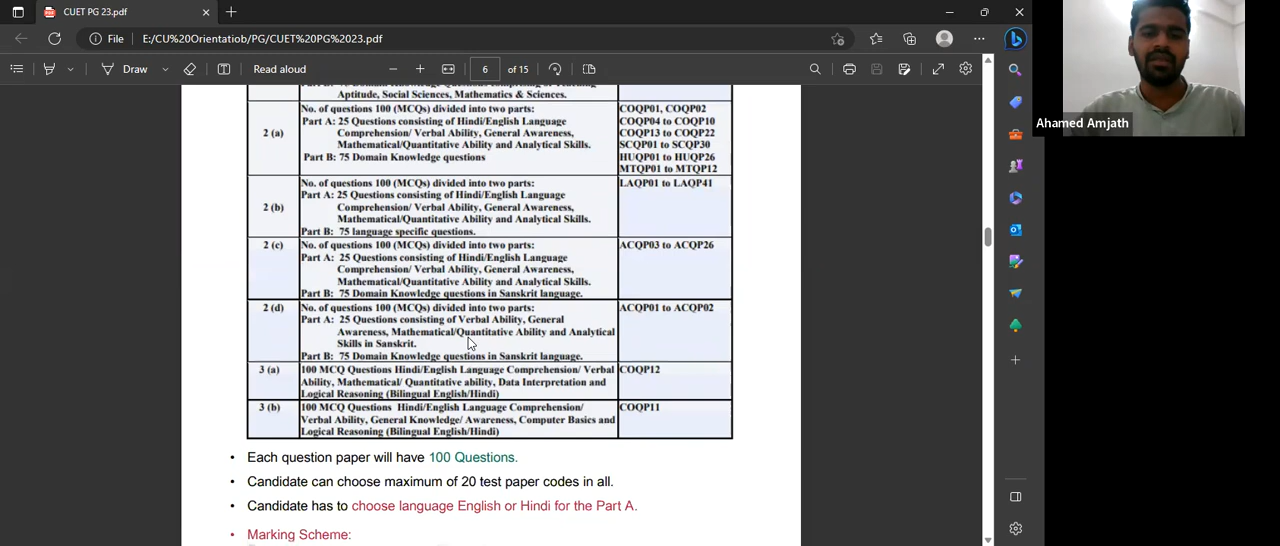 CUET PG 23.pdf
File
E:/CU%20Orientatiob/PG/CUET%20PG%2023.pdf
Draw
Read aloud
6
of 15
Aptitude, Social Sciences, Mathematics & Sciences.
2 (a)
No. of questions 100 (MCQs) divided into two parts:
Part A: 25 Questions consisting of Hindi/English Language
Comprehension/ Verbal Ability, General Awareness,
Mathematical/Quantitative Ability and Analytical Skills.
Part B: 75 Domain Knowledge questions
COQP01, COQP02
COQP04 to COQP10
COQP13 to COQP22
SCQP01 to SCQP30
HUQP01 to HUQP26
MTQP01 to MTQP12
2 (b)
No. of questions 100 (MCQs) divided into two parts:
Part A: 25 Questions consisting of Hindi/English Language
Comprehension/ Verbal Ability, General Awareness,
Mathematical/Quantitative Ability and Analytical Skills.
Part B: 75 language specific questions.
LAQP01 to LAQP41
2 (c)
No. of questions 100 (MCQs) divided into two parts:
Part A: 25 Questions consisting of Hindi/English Language
Comprehension/ Verbal Ability, General Awareness,
Mathematical/Quantitative Ability and Analytical Skills.
Part B: 75 Domain Knowledge questions in Sanskrit language.
ACQP03 to ACQP26
2 (d)
No. of questions 100 (MCQs) divided into two parts:
Part A: 25 Questions consisting of Verbal Ability, General
Awareness, Mathematical/Quantitative Ability and Analytical
Skills in Sanskrit.
Part B: 75 Domain Knowledge questions in Sanskrit language.
ACQP01 to ACQP02
3 (a)
100 MCQ Questions Hindi/English Language Comprehension/ Verbal
Ability, Mathematical/ Quantitative ability, Data Interpretation and
Logical Reasoning (Bilingual English/Hindi)
COQP12
3 (b)
100 MCQ Questions Hindi/English Language Comprehension/
Verbal Ability, General Knowledge/ Awareness, Computer Basics and
Logical Reasoning (Bilingual English/Hindi)
COQP11
• Each question paper will have 100 Questions.
• Candidate can choose maximum of 20 test paper codes in all.
• Candidate has to choose language English or Hindi for the Part A.
• Marking Scheme:
Ahamed Amjath